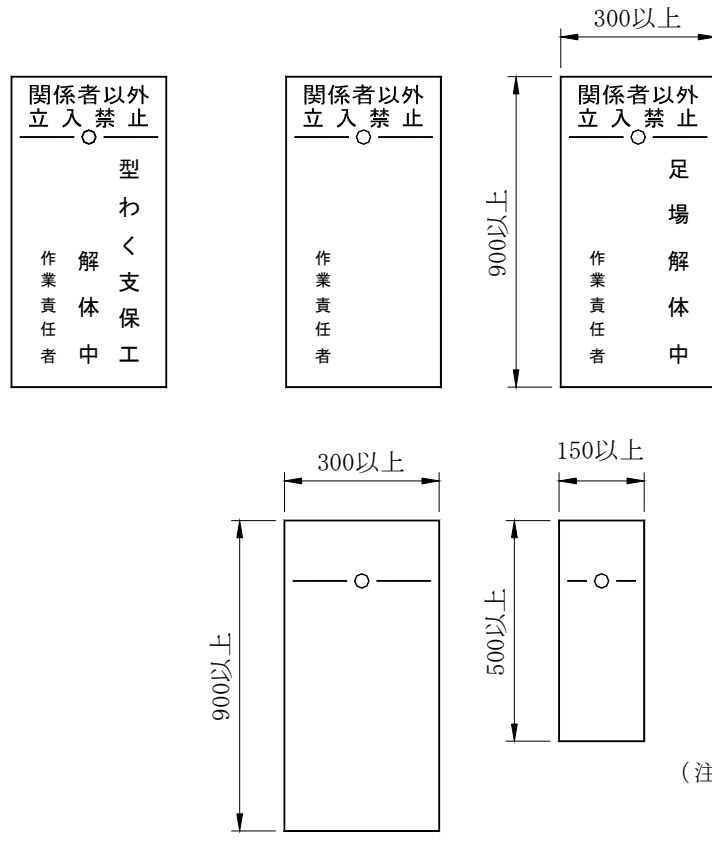 関係者以外
立入禁止
型わく支保工
解体中
作業責任者
関係者以外
立入禁止
作業責任者
300以上
900以上
関係者以外
立入禁止
足場解体中
作業責任者
300以上
900以上
150以上
500以上
（注